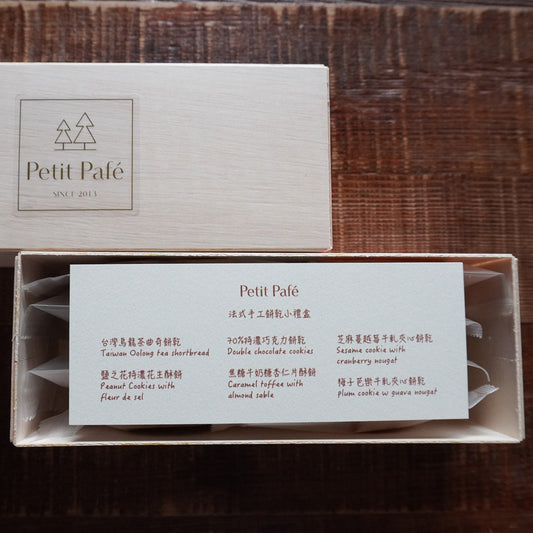 Petit Pafé
SINCE 2013
Petit Pafé
法式手工餅乾小禮盒
台灣烏龍茶曲奇餅乾
Taiwan Oolong tea shortbread
鹽之花特濃花生酥餅
Peanut Cookies with
fleur de sel
70%特濃巧克力餅乾
Double chocolate cookies
焦糖牛奶糖杏仁片酥餅
Caramel toffee with
almond sable
芝麻蔓越莓牛軋夾心餅乾
Sesame cookie with
cranberry nougat
梅子芭樂牛軋夾心餅乾
plum cookie w guava nougat